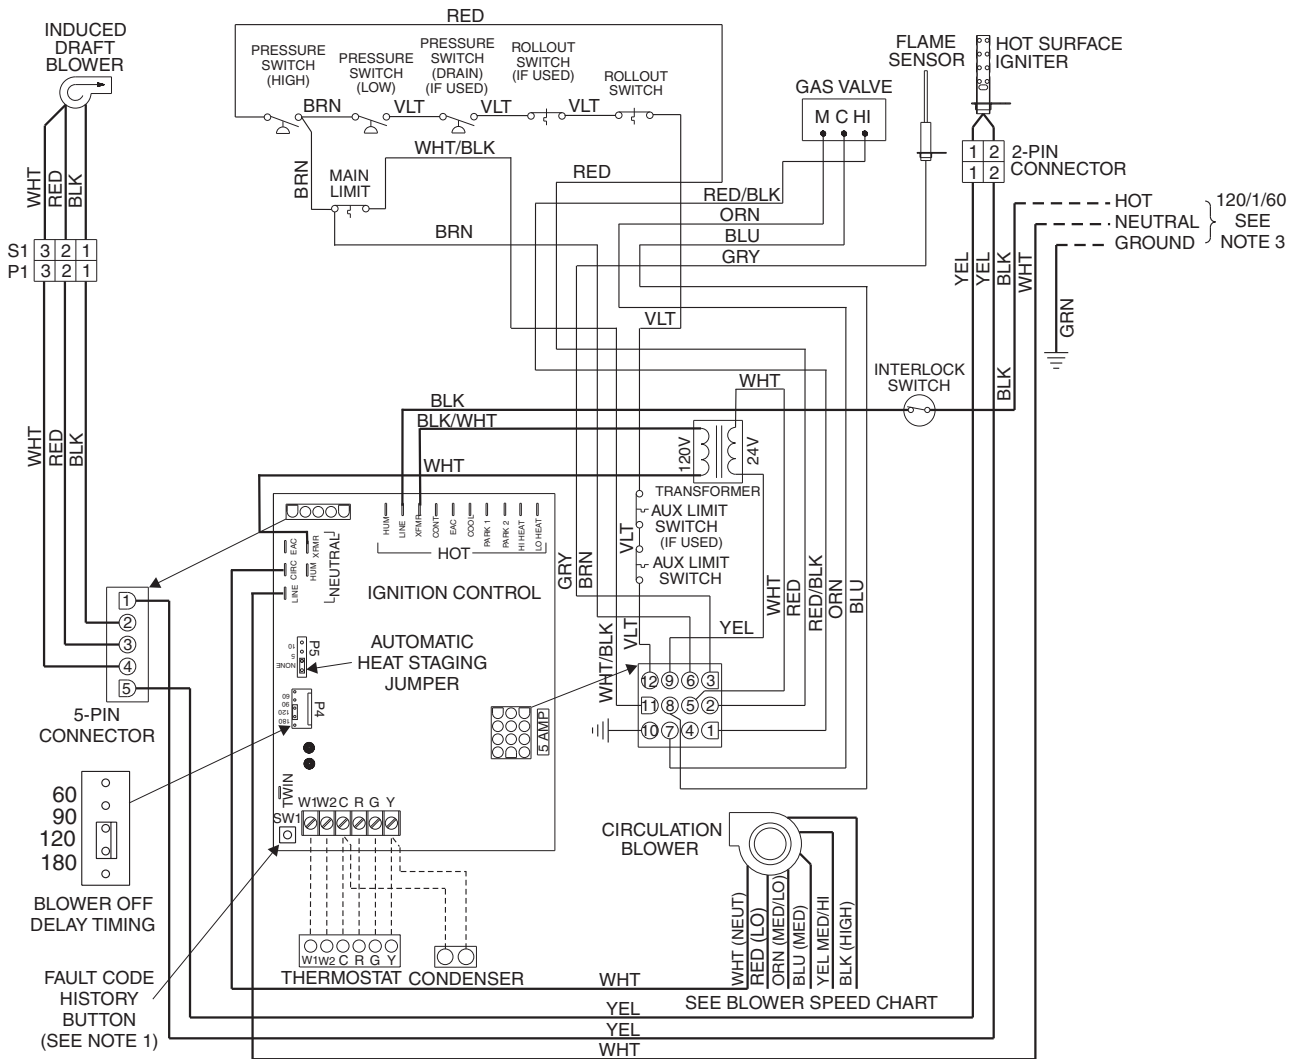 RED
INDUCED
DRAFT
BLOWER
PRESSURE
SWITCH
(HIGH)
PRESSURE
SWITCH
(LOW)
PRESSURE
SWITCH
(DRAIN)
(IF USED)
ROLLOUT
SWITCH
(IF USED)
ROLLOUT
SWITCH
FLAME
SENSOR
HOT SURFACE
IGNITER
GAS VALVE
M C HI
BRN
VLT
VLT
VLT
WHT/BLK
BRN
MAIN
LIMIT
RED
1 2
1 2
2-PIN
CONNECTOR
WHT
RED
BLK
RED/BLK
ORN
BLU
GRY
BRN
HOT
NEUTRAL
GROUND
120/1/60
SEE
NOTE 3
S1 3 2 1
P1 3 2 1
YEL
YEL
BLK
WHT
GRN
VLT
INTERLOCK
SWITCH
BLK
WHT
WHT
RED
BLK
BLK
BLK/WHT
WHT
120V
24V
TRANSFORMER
AUX LIMIT
SWITCH
(IF USED)
AUX LIMIT
SWITCH
VLT
HUM
LINE
XFMR
CONT
EAC
COOL
PARK 1
PARK 2
HI HEAT
LO HEAT
HOT
EAC
XFMR
CIRC
HUM
LINE
NEUTRAL
IGNITION CONTROL
GRY
BRN
WHT
RED
RED/BLK
ORN
BLU
1
2
3
4
5
5-PIN
CONNECTOR
P5
10
5
NONE
AUTOMATIC
HEAT STAGING
JUMPER
P4
60
90
120
180
WHT/BLK
VLT
YEL
12 9 6 3
11 8 5 2
10 7 4 1
5 AMP
TWIN
SW1
W1 W2 C R G Y
60
90
120
180
BLOWER OFF
DELAY TIMING
CIRCULATION
BLOWER
WHT (NEUT)
RED (LO)
ORN (MED/LO)
BLU (MED)
YEL MED/HI
BLK (HIGH)
W1 W2 C R G Y
THERMOSTAT
CONDENSER
FAULT CODE
HISTORY
BUTTON
(SEE NOTE 1)
WHT
SEE BLOWER SPEED CHART
YEL
YEL
WHT